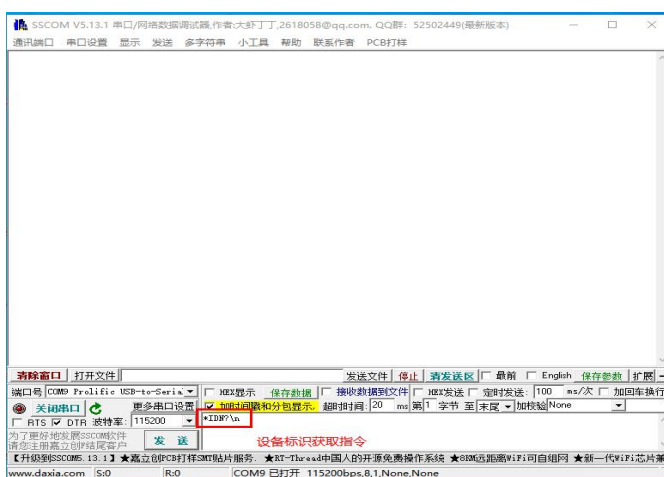 SSCOM V5.13.1 串口/网络数据调试器,作者:大虾丁丁,2618058@qq.com. QQ群: 52502449(最新版本)
通讯端口 串口设置 显示 发送 多字符串 小工具 帮助 联系作者 PCB打样
清除窗口 打开文件 发送文件 停止 清发送区 最前 English 保存参数 扩展 -
端口号 COM9 Prolific USB-to-Seria HEX显示 保存数据 接收数据到文件 HEX发送 定时发送: 100 ms/次 加回车换行
关闭串口 更多串口设置 加时间戳和分包显示, 超时时间: 20 ms 第1 字节 至 末尾 加校验 None
RTS DTR 波特率: 115200 *IDN?\n
为了更好地发展SSCOM软件
请您注册嘉立创F结尾客户 发 送 设备标识获取指令
【升级到SSCOM5.13.1】★嘉立创PCB打样SMT贴片服务. ★RT-Thread中国人的开源免费操作系统 ★8KM远距离WiFi可自组网 ★新一代WiFi芯片兼
www.daxia.com S:0 R:0 COM9 已打开 115200bps,8,1,None,None